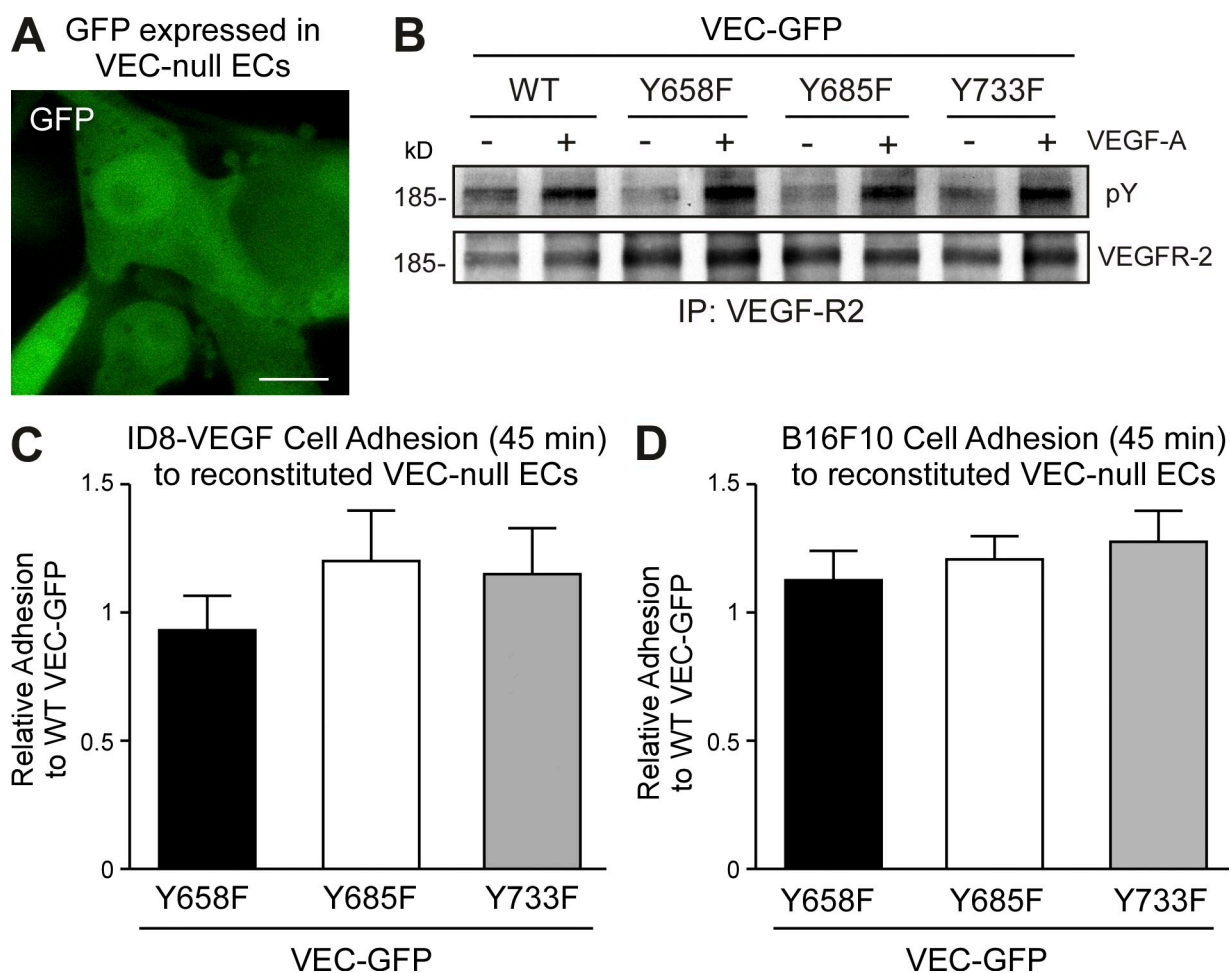 A
GFP expressed in
VEC-null ECs
GFP
B
VEC-GFP
WT Y658F Y685F Y733F
- + - + - + - + VEGF-A
kD
185- pY
185- VEGFR-2
IP: VEGF-R2
C
ID8-VEGF Cell Adhesion (45 min)
to reconstituted VEC-null ECs
Relative Adhesion
to WT VEC-GFP
1.5
1
0.5
0
Y658F Y685F Y733F
VEC-GFP
D
B16F10 Cell Adhesion (45 min)
to reconstituted VEC-null ECs
Relative Adhesion
to WT VEC-GFP
1.5
1
0.5
0
Y658F Y685F Y733F
VEC-GFP